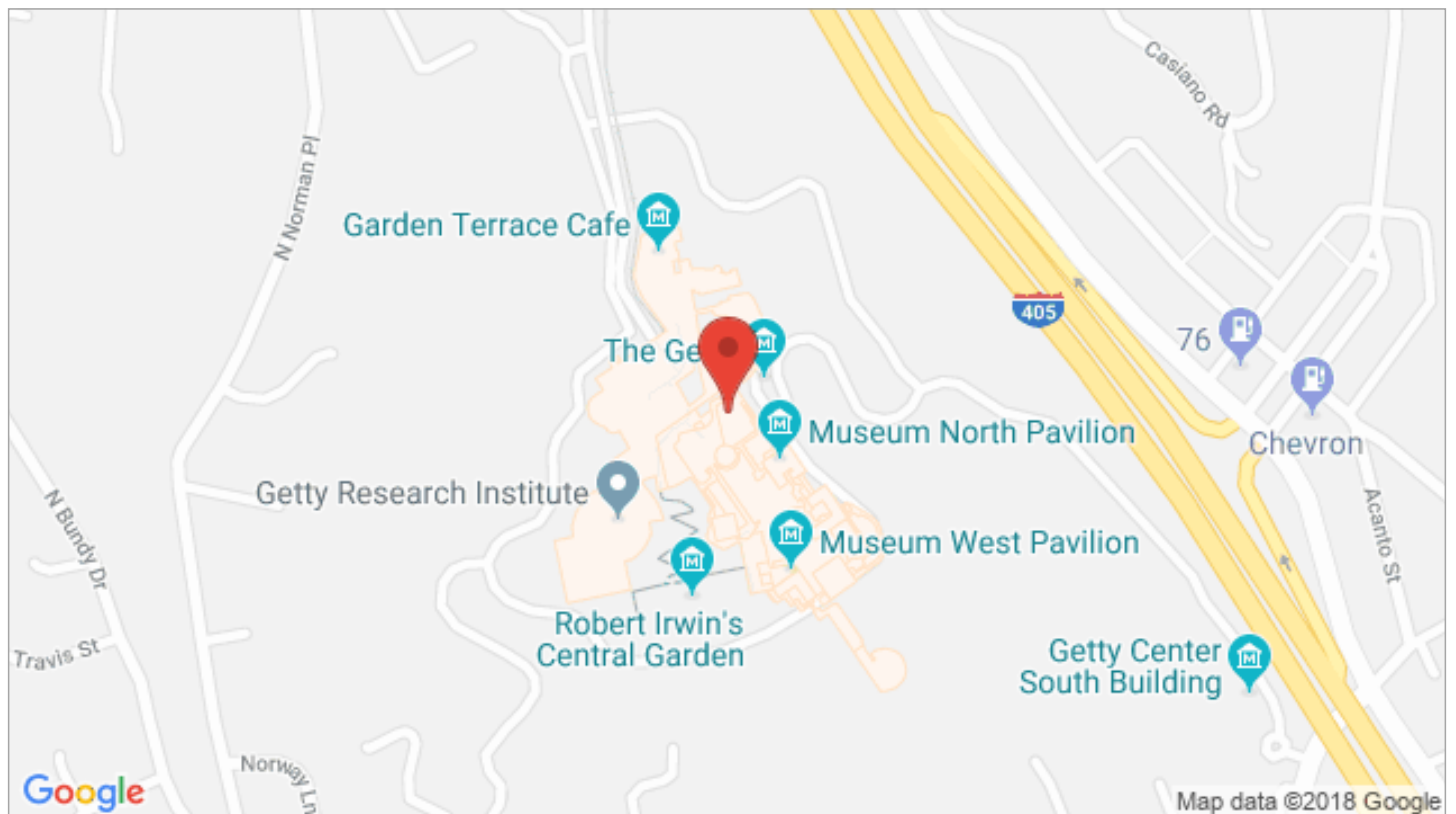 Casiano Rd
N Norman Pl
Garden Terrace Cafe
405
76
The Ge
Museum North Pavilion
Chevron
Getty Research Institute
N Bundy Dr
Acanto St
Museum West Pavilion
Robert Irwin's
Central Garden
Travis St
Getty Center
South Building
Norway Ln
Google
Map data ©2018 Google